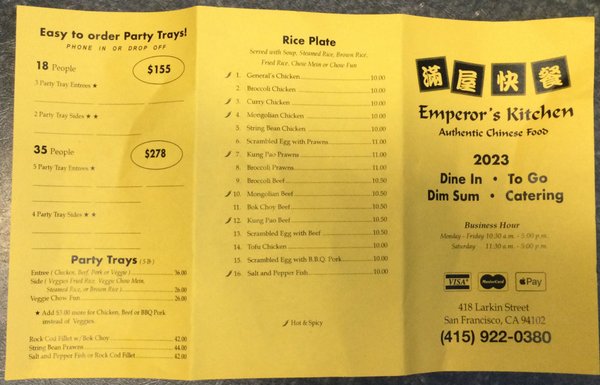 Easy to order Party Trays!
PHONE IN OR DROP OFF
18 People $155
3 Party Tray Entrees ★
2 Party Tray Sides ★ ★
35 People $278
5 Party Tray Entrees ★
4 Party Tray Sides ★ ★
Party Trays (5 lb)
Entree ( Chicken, Beef, Pork or Veggie ) 36.00
Side ( Veggies Fried Rice, Veggie Chow Mein,
Steamed Rice, or Brown Rice ) 26.00
Veggie Chow Fun 26.00
★ Add $3.00 more for Chicken, Beef or BBQ Pork
instead of Veggies.
Rock Cod Fillet w/Bok Choy 42.00
String Bean Prawns 44.00
Salt and Pepper Fish or Rock Cod Fillet 42.00
Rice Plate
Served with Soup, Steamed Rice, Brown Rice,
Fried Rice, Chow Mein or Chow Fun
1. General's Chicken 10.00
2. Broccoli Chicken 10.00
3. Curry Chicken 10.00
4. Mongolian Chicken 10.00
5. String Bean Chicken 10.00
6. Scrambled Egg with Prawns 11.00
7. Kung Pao Prawns 11.00
8. Broccoli Prawns 11.00
9. Broccoli Beef 10.50
10. Mongolian Beef 10.50
11. Bok Choy Beef 10.50
12. Kung Pao Beef 10.50
13. Scrambled Egg with Beef 10.50
14. Tofu Chicken 10.00
15. Scrambled Egg with B.B.Q. Pork 10.00
16. Salt and Pepper Fish 10.00
Hot & Spicy
滿屋快餐
Emperor's Kitchen
Authentic Chinese Food
2023
Dine In • To Go
Dim Sum • Catering
Business Hour
Monday - Friday 10:30 a.m. - 5:00 p.m.
Saturday 11:30 a.m. - 5:00 p.m.
VISA MasterCard Pay
418 Larkin Street
San Francisco, CA 94102
(415) 922-0380